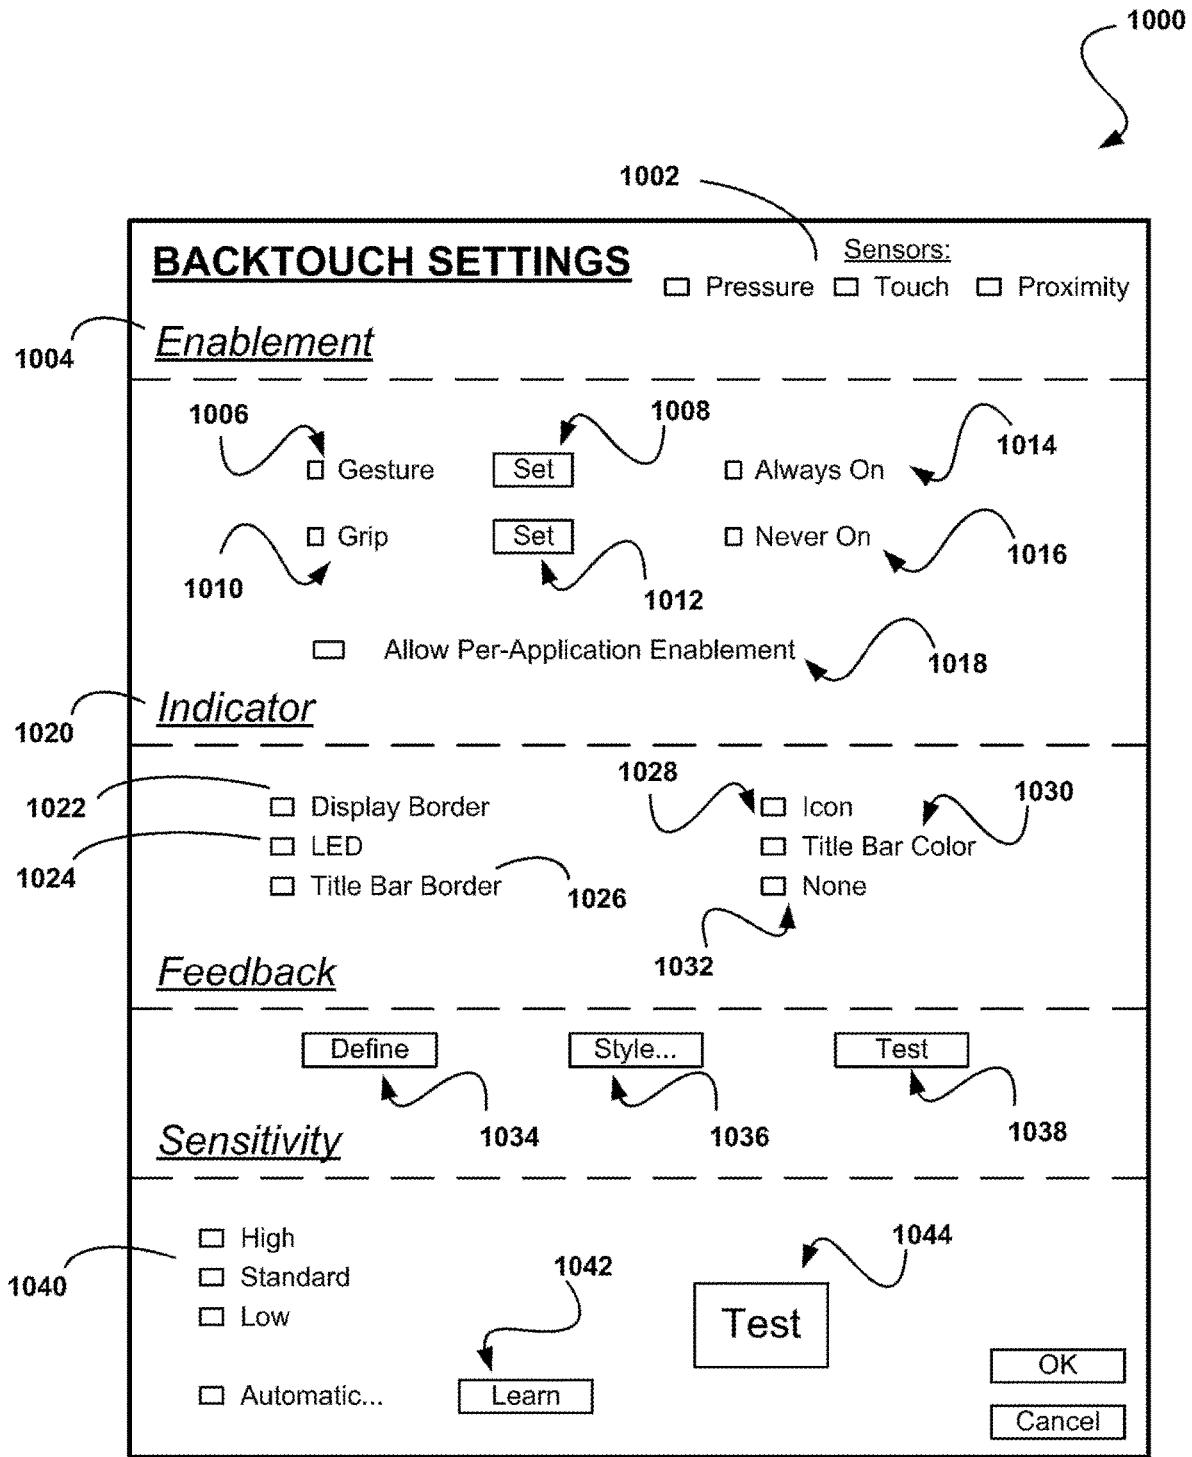 1000
1002
BACKTOUCH SETTINGS
Sensors:
Pressure Touch Proximity
1004
Enablement
1006 1008 1014
Gesture Set Always On
Grip Set Never On
1010 1012 1016
Allow Per-Application Enablement
1018
1020
Indicator
1028 1030
1022
Display Border Icon
1024
LED Title Bar Color
Title Bar Border None
1026
1032
Feedback
Define Style... Test
1034 1036 1038
Sensitivity
1040
High
Standard
Low
1042 1044
Test
Automatic... Learn
OK
Cancel